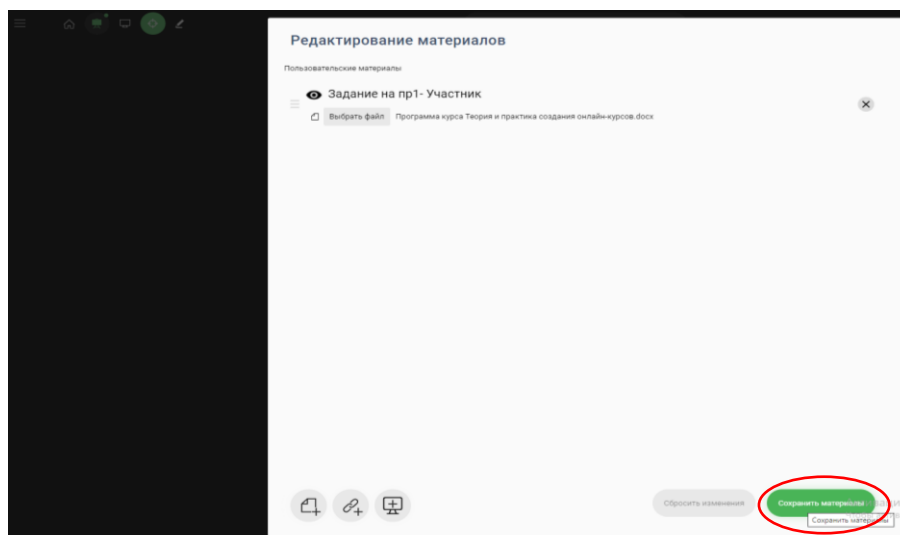 Редактирование материалов
Пользовательские материалы
Задание на пр1- Участник
Выбрать файл Программа курса Теория и практика создания онлайн-курсов.docx
Сбросить изменения
Сохранить материалы
Сохранить материалы